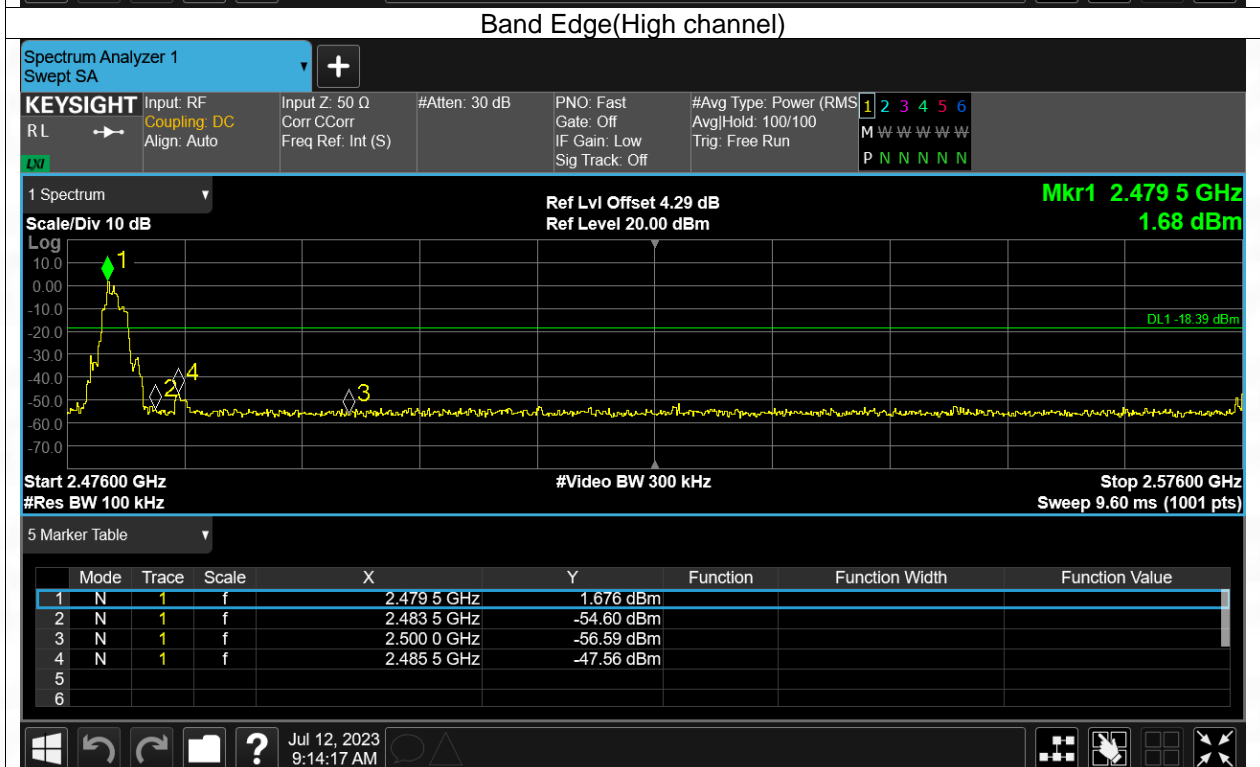 Band Edge(High channel)
Spectrum Analyzer 1
Swept SA
+
KEYSIGHT Input: RF Input Z: 50 Ω #Atten: 30 dB PNO: Fast #Avg Type: Power (RMS 1 2 3 4 5 6
RL Coupling: DC Corr CCorr Gate: Off Avg|Hold: 100/100 M W W W W W
Align: Auto Freq Ref: Int (S) IF Gain: Low Trig: Free Run
LXI Sig Track: Off P N N N N N
1 Spectrum Ref Lvl Offset 4.29 dB Mkr1 2.479 5 GHz
Scale/Div 10 dB Ref Level 20.00 dBm 1.68 dBm
Log
10.0 1
0.00
-10.0
DL1 -18.39 dBm
-20.0
-30.0
-40.0 2 4 3
-50.0
-60.0
-70.0
Start 2.47600 GHz #Video BW 300 kHz Stop 2.57600 GHz
#Res BW 100 kHz Sweep 9.60 ms (1001 pts)
5 Marker Table
Mode Trace Scale X Y Function Function Width Function Value
1 N 1 f 2.479 5 GHz 1.676 dBm
2 N 1 f 2.483 5 GHz -54.60 dBm
3 N 1 f 2.500 0 GHz -56.59 dBm
4 N 1 f 2.485 5 GHz -47.56 dBm
5
6
? Jul 12, 2023
9:14:17 AM